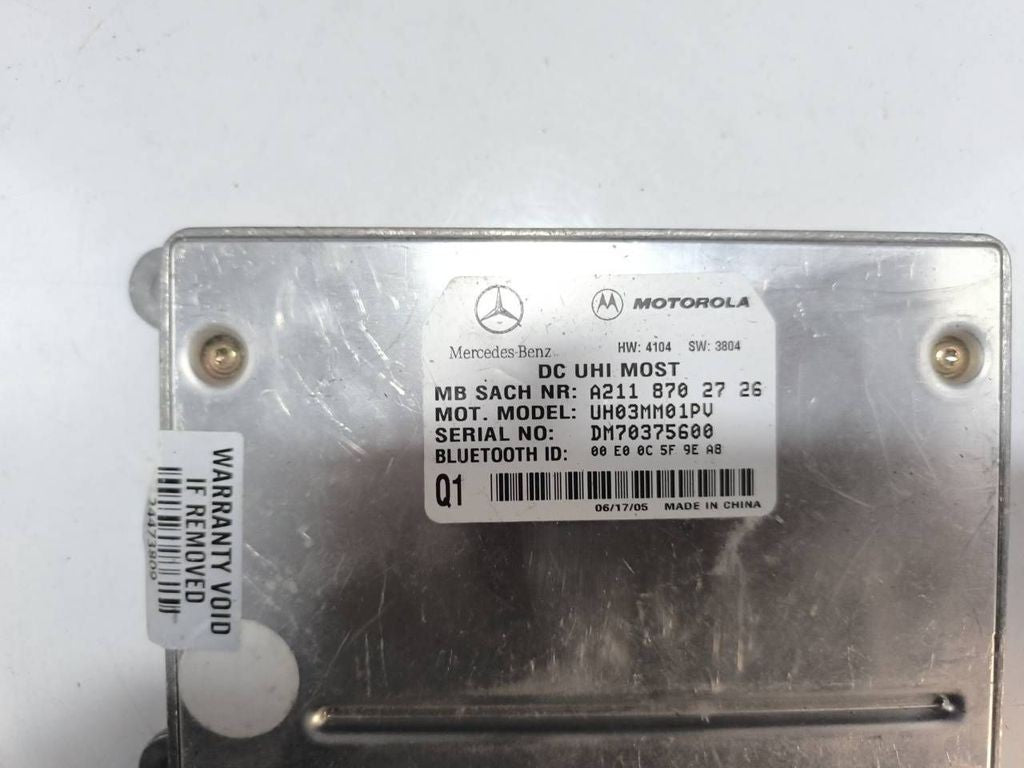 MOTOROLA
Mercedes-Benz
HW: 4104 SW: 3804
DC UHI MOST
MB SACH NR: A211 870 27 26
MOT. MODEL: UH03MM01PV
SERIAL NO: DM70375600
BLUETOOTH ID: 00 E0 0C 5F 9E A8
Q1
06/17/05 MADE IN CHINA
WARRANTY VOID
IF REMOVED